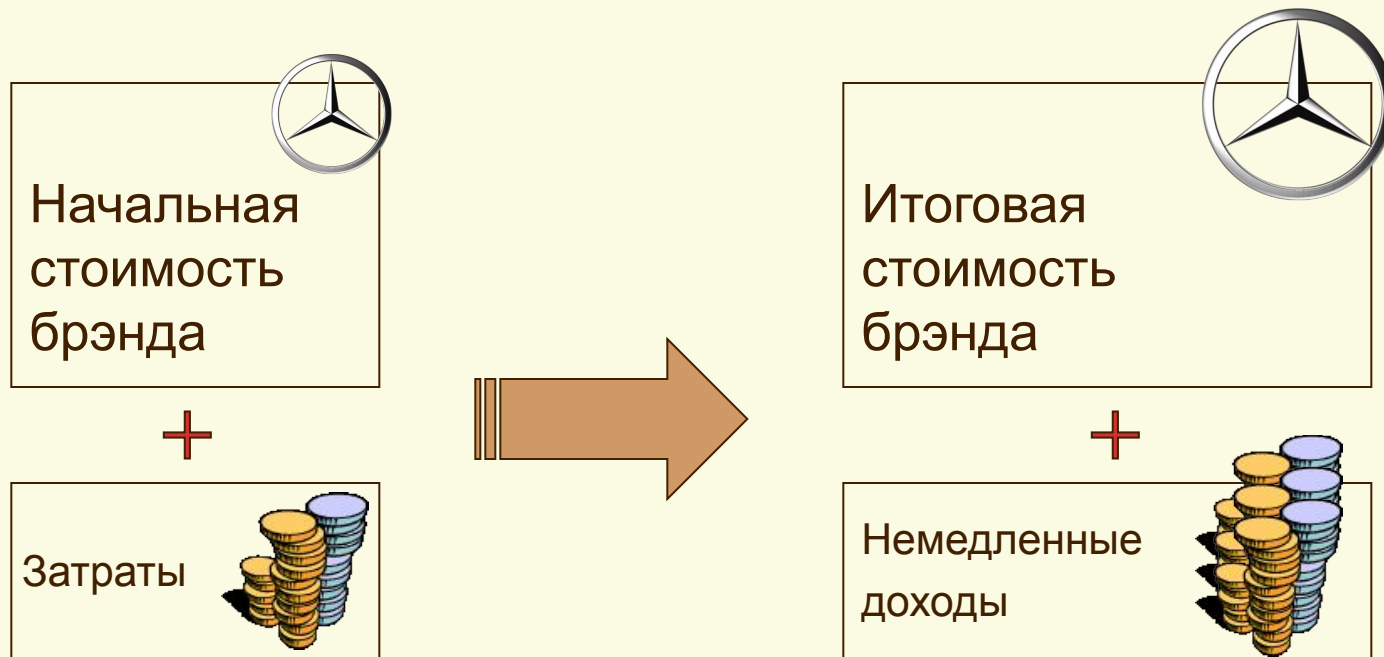 Начальная
стоимость
брэнда
Затраты
Итоговая
стоимость
брэнда
Немедленные
доходы